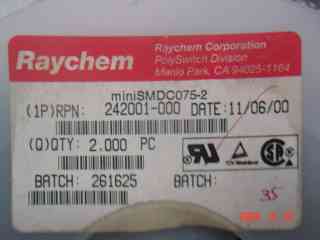 Raychem
Raychem Corporation
PolySwitch Division
Menlo Park, CA 94025-1164
miniSMDC075-2
(1P)RPN: 242001-000 DATE:11/06/00
(Q)QTY: 2.000 PC
BATCH: 261625 BATCH:
35